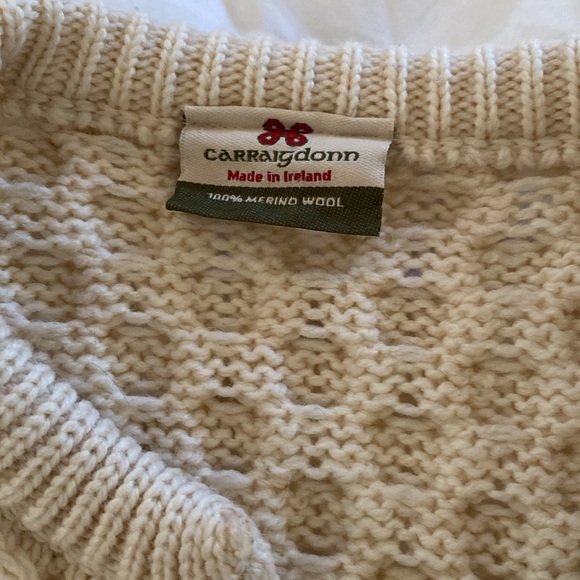 CARRAIGDONN
Made in Ireland
100% MERINO WOOL